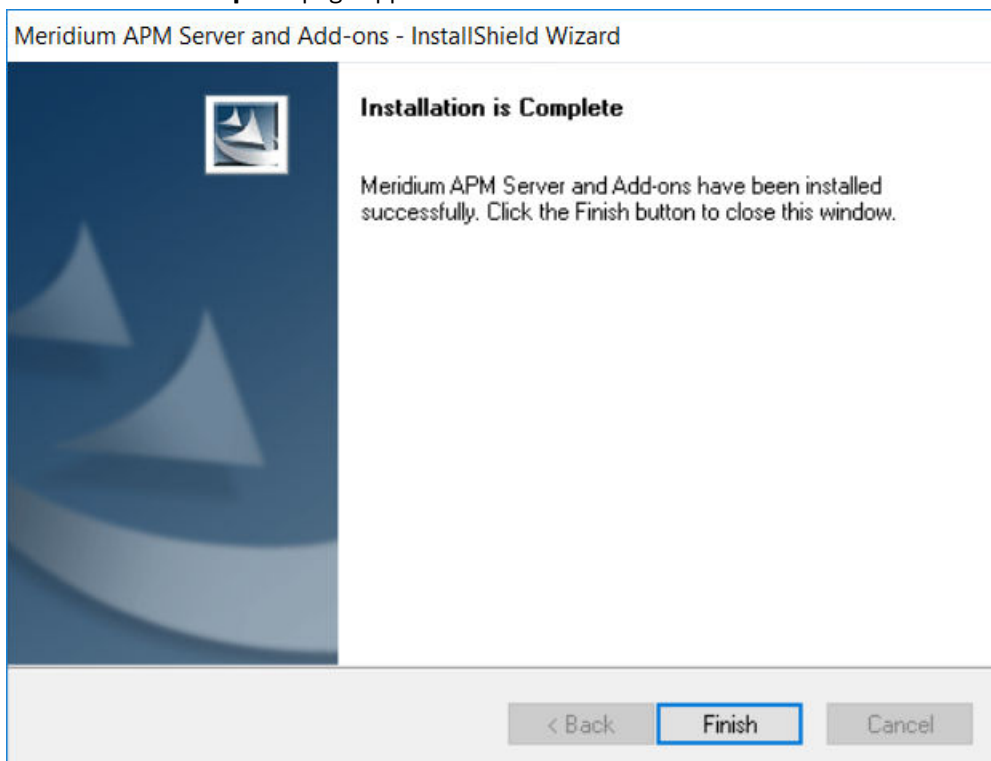 Meridium APM Server and Add-ons - InstallShield Wizard
Installation is Complete
Meridium APM Server and Add-ons have been installed
successfully. Click the Finish button to close this window.
< Back
Finish
Cancel